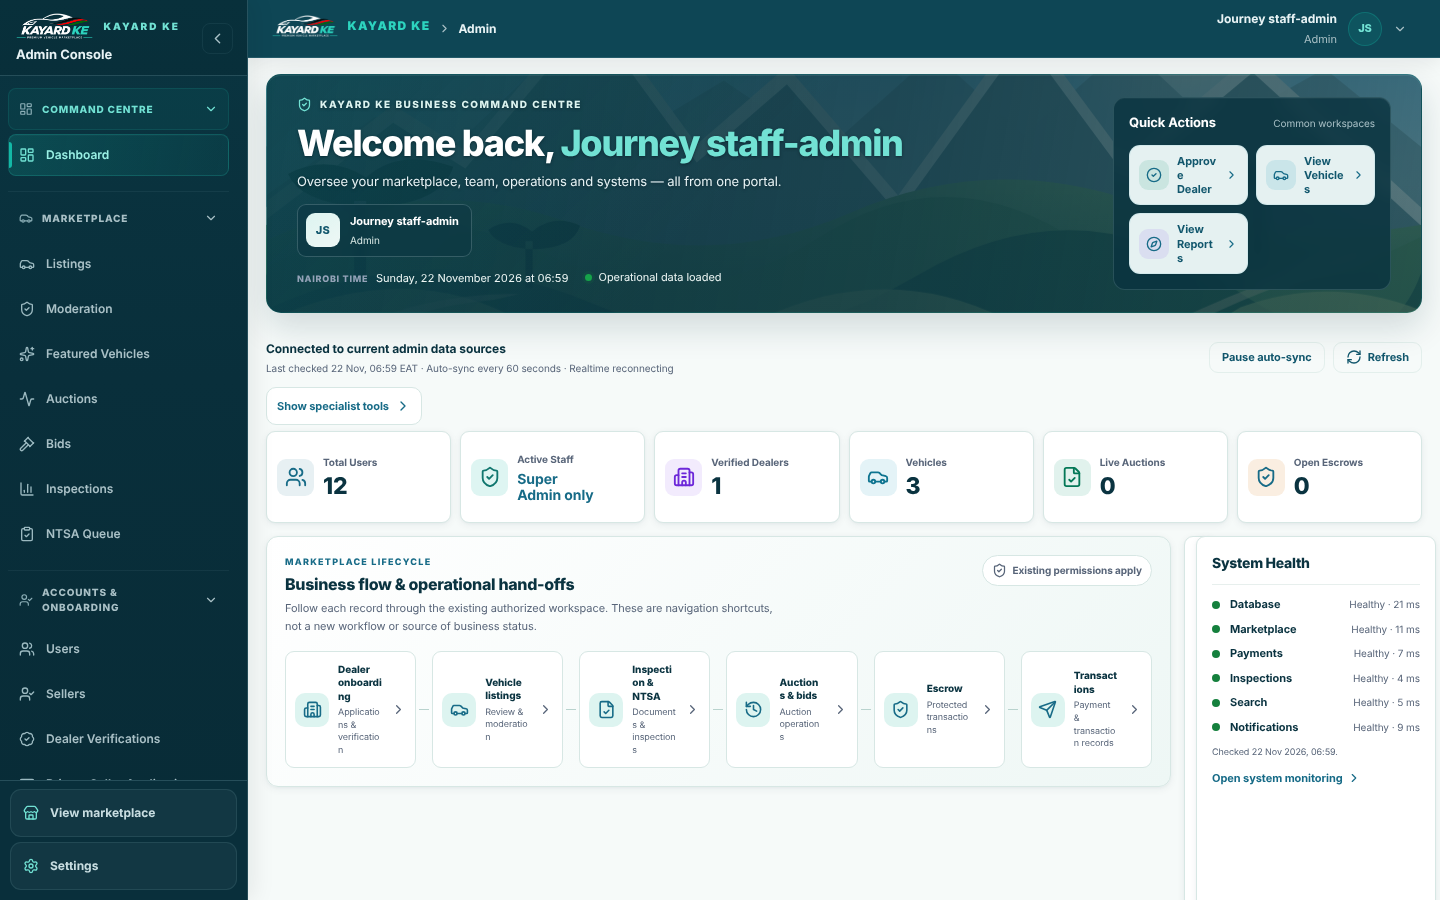 KAYARD KE
KAYARD KE
Admin Console
COMMAND CENTRE
Dashboard
MARKETPLACE
Listings
Moderation
Featured Vehicles
Auctions
Bids
Inspections
NTSA Queue
ACCOUNTS &
ONBOARDING
Users
Sellers
Dealer Verifications
View marketplace
Settings
KAYARD KE
KAYARD KE
Admin
Journey staff-admin
Admin
JS
KAYARD KE BUSINESS COMMAND CENTRE
Welcome back, Journey staff-admin
Oversee your marketplace, team, operations and systems — all from one portal.
JS
Journey staff-admin
Admin
NAIROBI TIME Sunday, 22 November 2026 at 06:59
Operational data loaded
Quick Actions
Common workspaces
Approv
e
Dealer
View
Vehicle
s
View
Report
s
Connected to current admin data sources
Last checked 22 Nov, 06:59 EAT · Auto-sync every 60 seconds · Realtime reconnecting
Pause auto-sync
Refresh
Show specialist tools
Total Users
12
Active Staff
Super
Admin only
Verified Dealers
1
Vehicles
3
Live Auctions
0
Open Escrows
0
MARKETPLACE LIFECYCLE
Business flow & operational hand-offs
Follow each record through the existing authorized workspace. These are navigation shortcuts,
not a new workflow or source of business status.
Existing permissions apply
Dealer
onboardi
ng
Applicatio
ns &
verificatio
n
Vehicle
listings
Review &
moderatio
n
Inspecti
on &
NTSA
Document
s &
inspection
s
Auction
s & bids
Auction
operation
s
Escrow
Protected
transactio
ns
Transact
ions
Payment
&
transactio
n records
System Health
Database Healthy · 21 ms
Marketplace Healthy · 11 ms
Payments Healthy · 7 ms
Inspections Healthy · 4 ms
Search Healthy · 5 ms
Notifications Healthy · 9 ms
Checked 22 Nov 2026, 06:59.
Open system monitoring